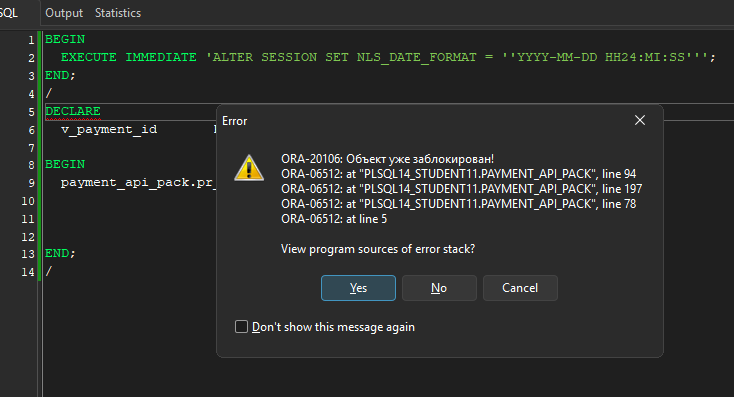 SQL Output Statistics
1 BEGIN
2 EXECUTE IMMEDIATE 'ALTER SESSION SET NLS_DATE_FORMAT = ''YYYY-MM-DD HH24:MI:SS''';
3 END;
4 /
5 DECLARE
6 v_payment_id
7
8 BEGIN
9 payment_api_pack.pr_
10
11
12
13 END;
14 /
Error
ORA-20106: Объект уже заблокирован!
ORA-06512: at "PLSQL14_STUDENT11.PAYMENT_API_PACK", line 94
ORA-06512: at "PLSQL14_STUDENT11.PAYMENT_API_PACK", line 197
ORA-06512: at "PLSQL14_STUDENT11.PAYMENT_API_PACK", line 78
ORA-06512: at line 5
View program sources of error stack?
Yes No Cancel
Don't show this message again